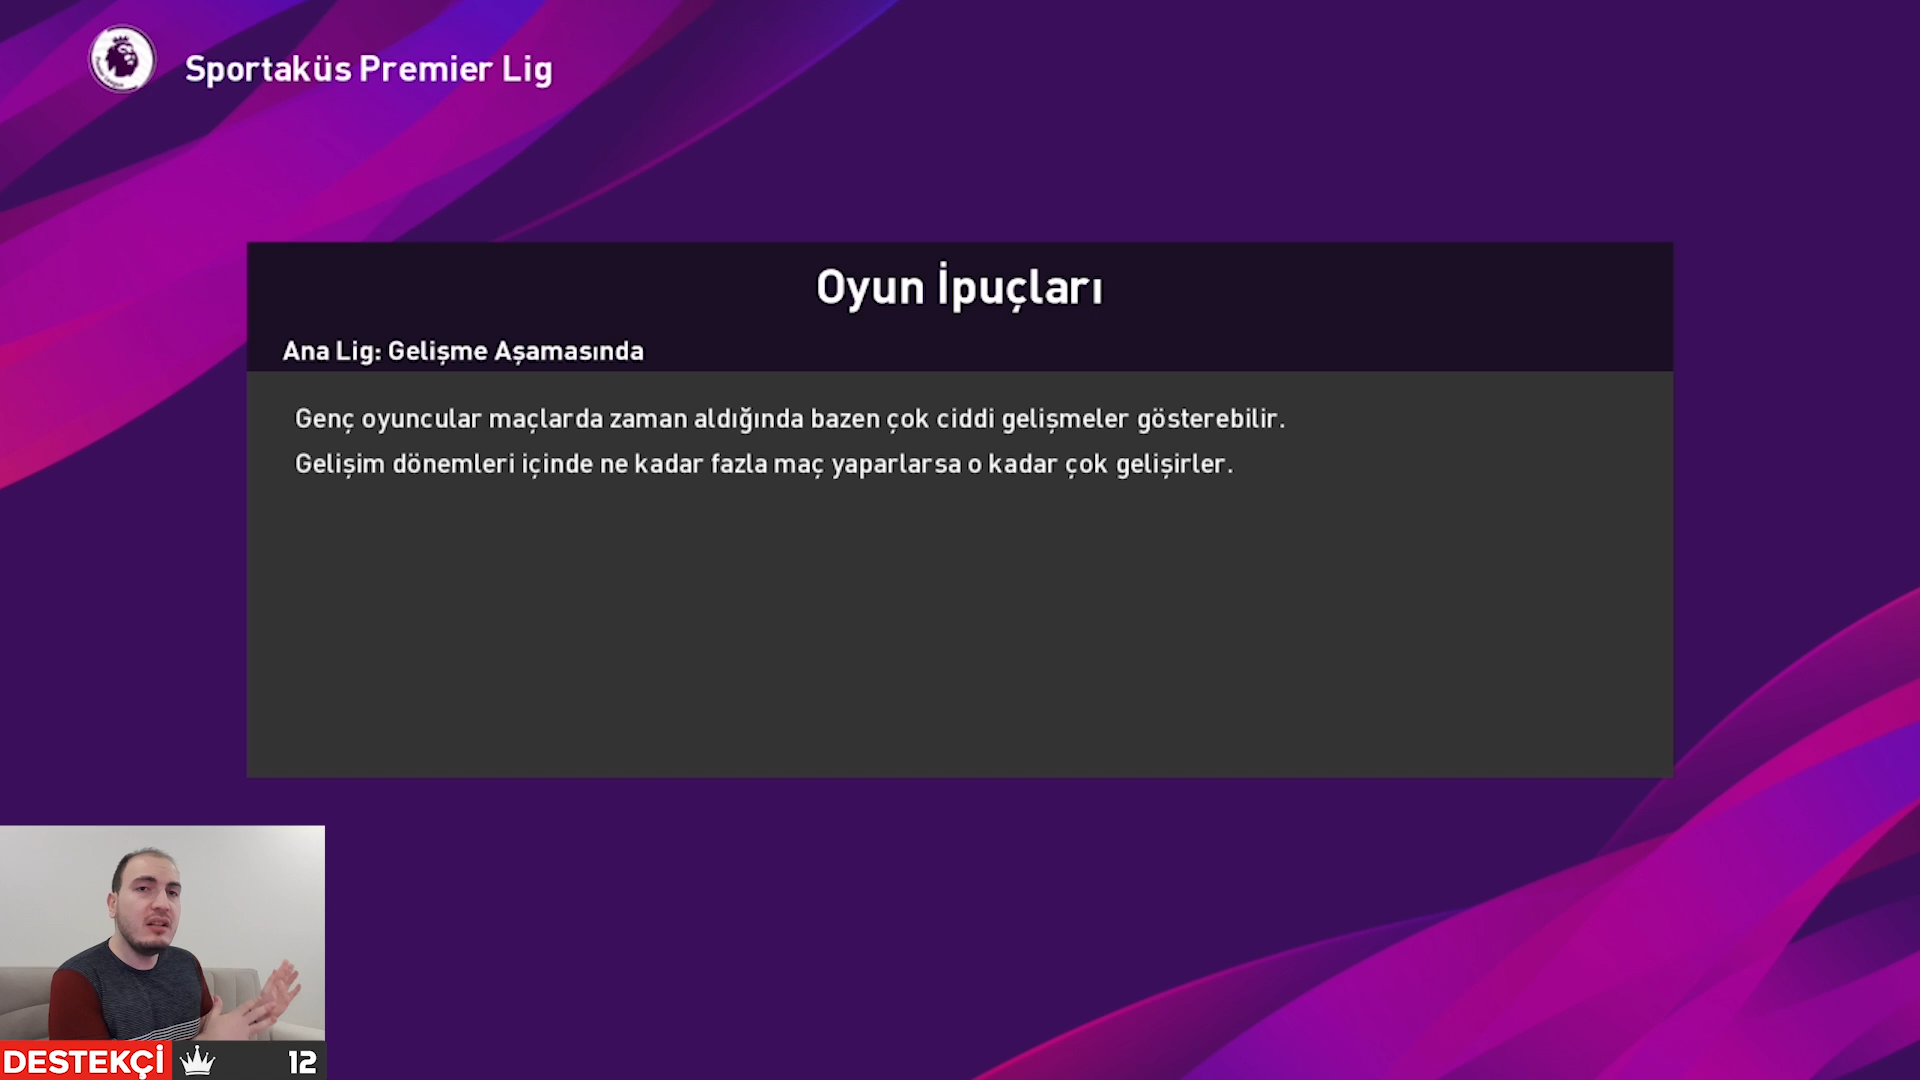 Sportaküs Premier Lig
Oyun İpuçları
Ana Lig: Gelişme Aşamasında
Genç oyuncular maçlarda zaman aldığında bazen çok ciddi gelişmeler gösterebilir.
Gelişim dönemleri içinde ne kadar fazla maç yaparlarsa o kadar çok gelişirler.
DESTEKÇİ 12